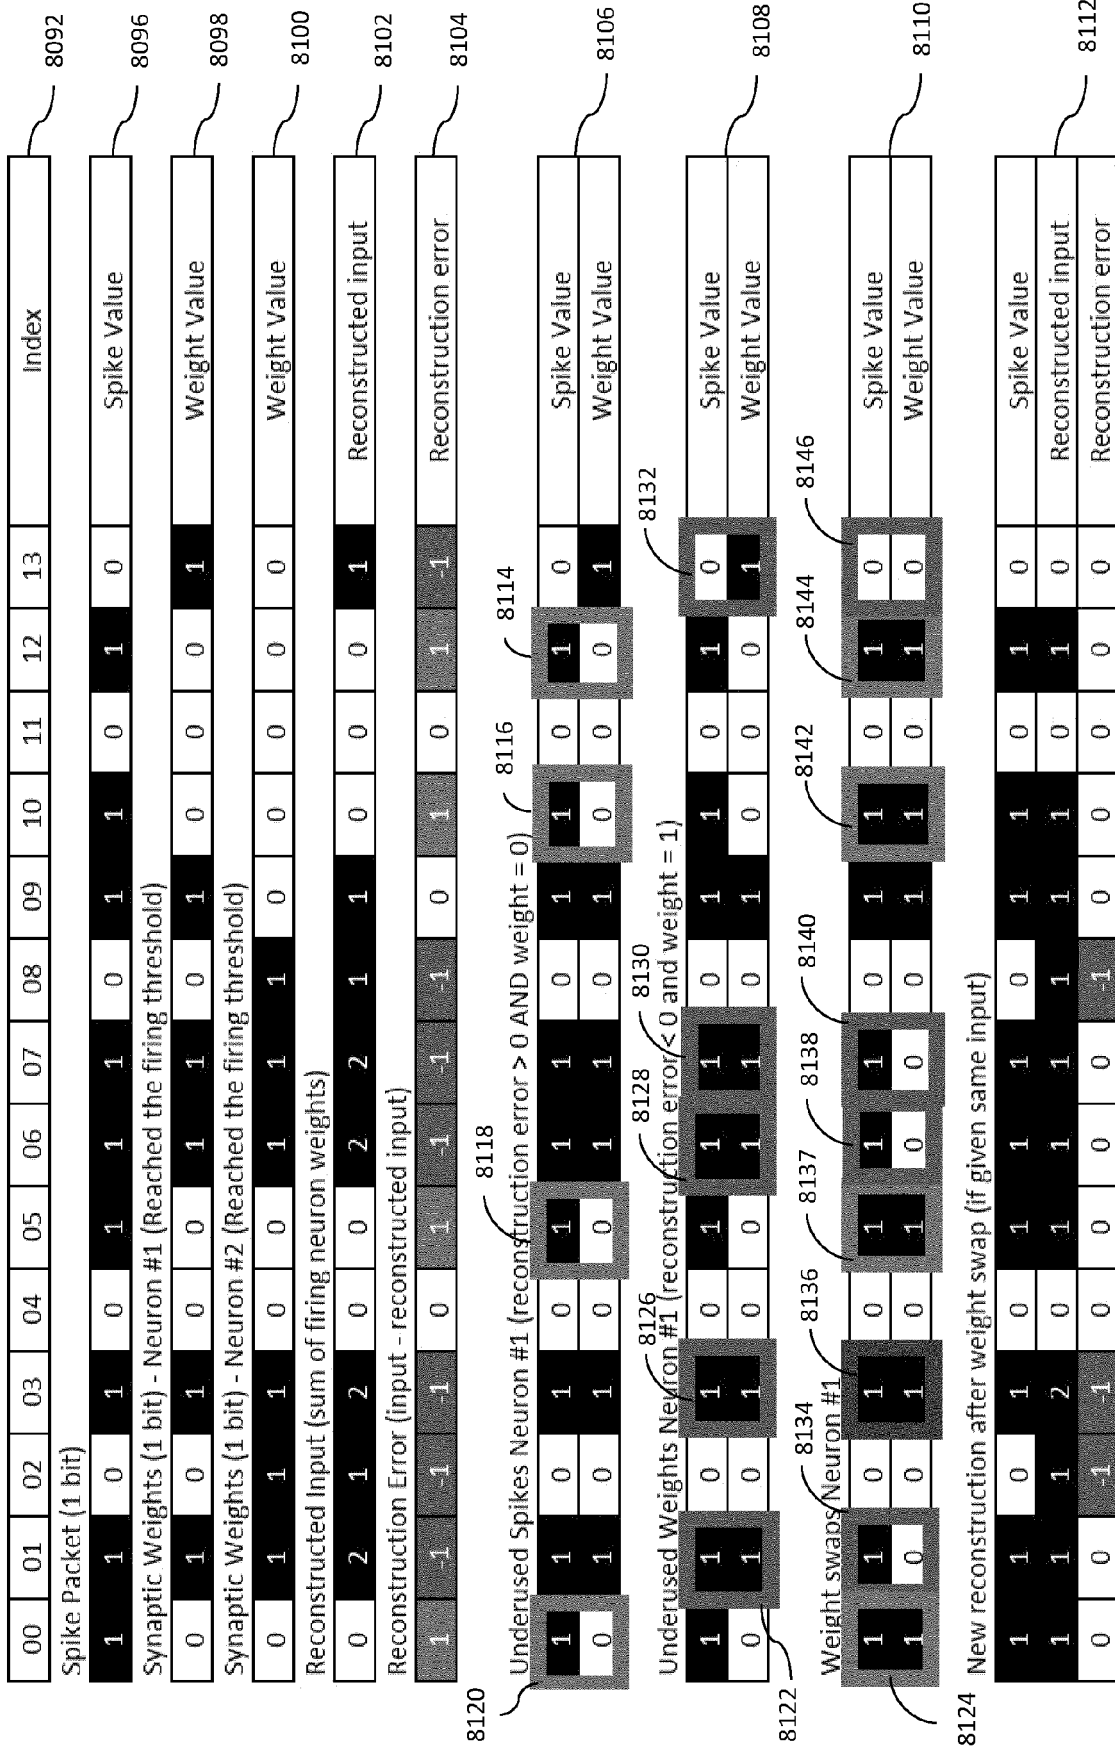 00 01 02 03 04 05 06 07 08 09 10 11 12 13 Index 8092
Spike Packet (1 bit)
1 1 0 1 0 1 1 1 0 1 1 0 1 0 Spike Value 8096
Synaptic Weights (1 bit) - Neuron #1 (Reached the firing threshold)
0 1 0 1 0 0 1 1 0 1 0 0 0 1 Weight Value 8098
Synaptic Weights (1 bit) - Neuron #2 (Reached the firing threshold)
0 1 1 1 0 0 1 1 1 0 0 0 0 0 Weight Value 8100
Reconstructed Input (sum of firing neuron weights)
0 2 1 2 0 0 2 2 1 1 0 0 0 1 Reconstructed input 8102
Reconstruction Error (input - reconstructed input)
1 -1 -1 -1 0 1 -1 -1 -1 0 1 0 1 -1 Reconstruction error 8104
8120 8118 8116 8114
Underused Spikes Neuron #1 (reconstruction error > 0 AND weight = 0)
1 1 0 1 0 1 1 1 0 1 1 0 1 0 Spike Value 8106
0 1 0 1 0 0 1 1 0 1 0 0 0 1 Weight Value
8126 8128 8130 8132
Underused Weights Neuron #1 (reconstruction error < 0 and weight = 1)
1 1 0 1 0 1 1 1 0 1 1 0 1 0 Spike Value 8108
0 1 0 1 0 0 1 1 0 1 0 0 0 1 Weight Value
8122
8134 8136 8137 8138 8140 8142 8144 8146
Weight swaps Neuron #1
1 1 0 1 0 1 1 1 0 1 1 0 1 0 Spike Value 8110
1 0 0 1 0 1 0 0 0 1 1 0 1 0 Weight Value
8124
New reconstruction after weight swap (if given same input)
1 1 0 1 0 1 1 1 0 1 1 0 1 0 Spike Value 8112
1 1 1 2 0 1 1 1 1 1 1 0 1 0 Reconstructed input
0 0 -1 -1 0 0 0 0 -1 0 0 0 0 0 Reconstruction error